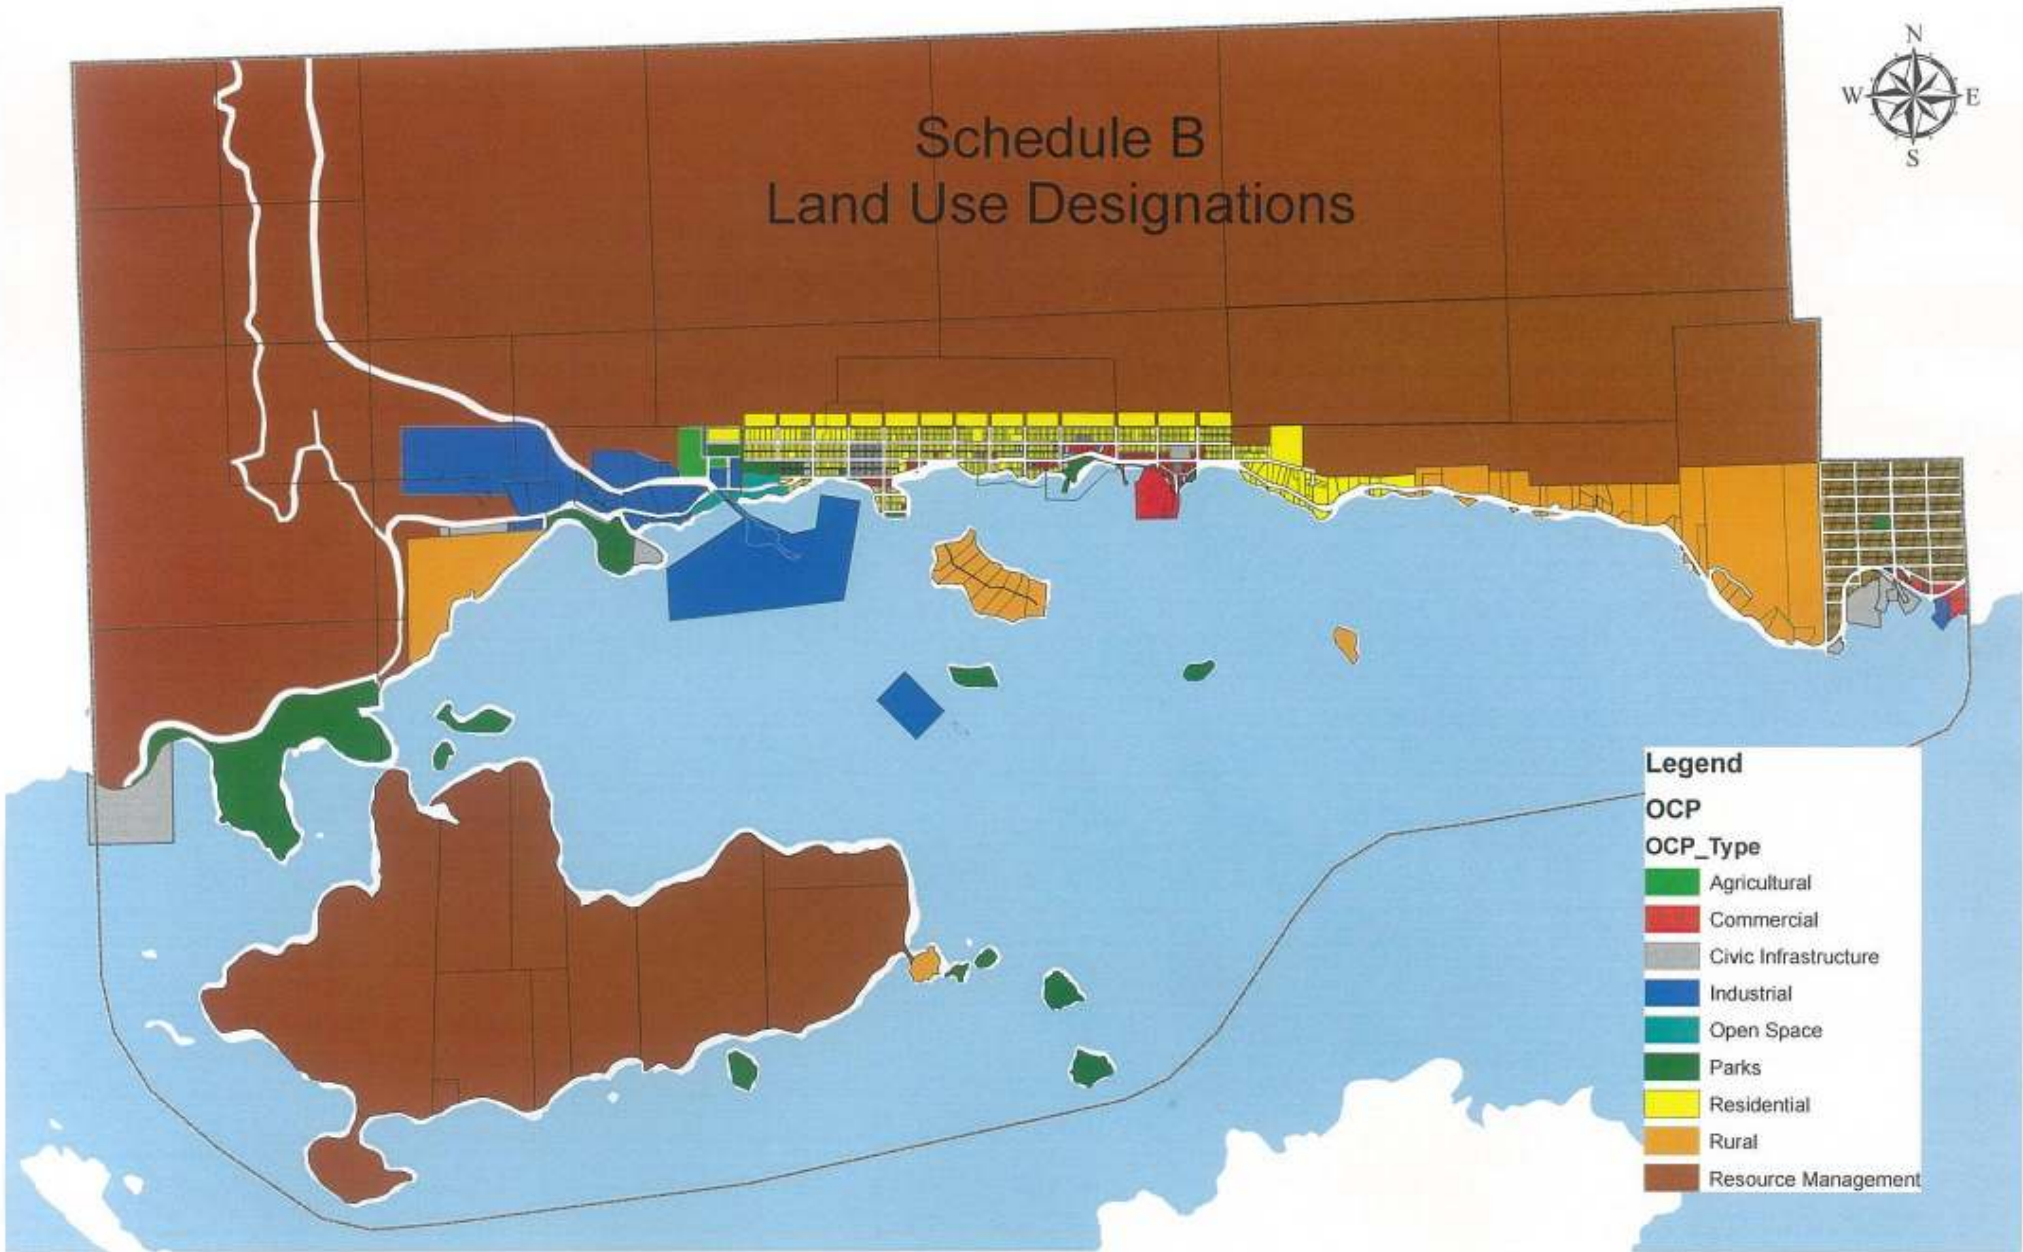 N
W E
S
Schedule B
Land Use Designations
Legend
OCP
OCP_Type
Agricultural
Commercial
Civic Infrastructure
Industrial
Open Space
Parks
Residential
Rural
Resource Management